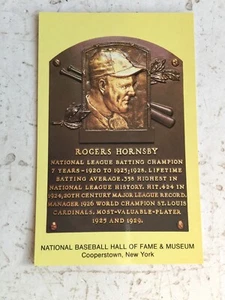 ROGERS HORNSBY
NATIONAL LEAGUE BATTING CHAMPION
7 YEARS-1920 TO 1925; 1928. LIFETIME
BATTING AVERAGE .358 HIGHEST IN
NATIONAL LEAGUE HISTORY. HIT .424 IN
1924, 20TH CENTURY MAJOR LEAGUE RECORD.
MANAGER 1926 WORLD CHAMPION ST. LOUIS
CARDINALS. MOST-VALUABLE-PLAYER
1925 AND 1929.
NATIONAL BASEBALL HALL OF FAME & MUSEUM
Cooperstown, New York